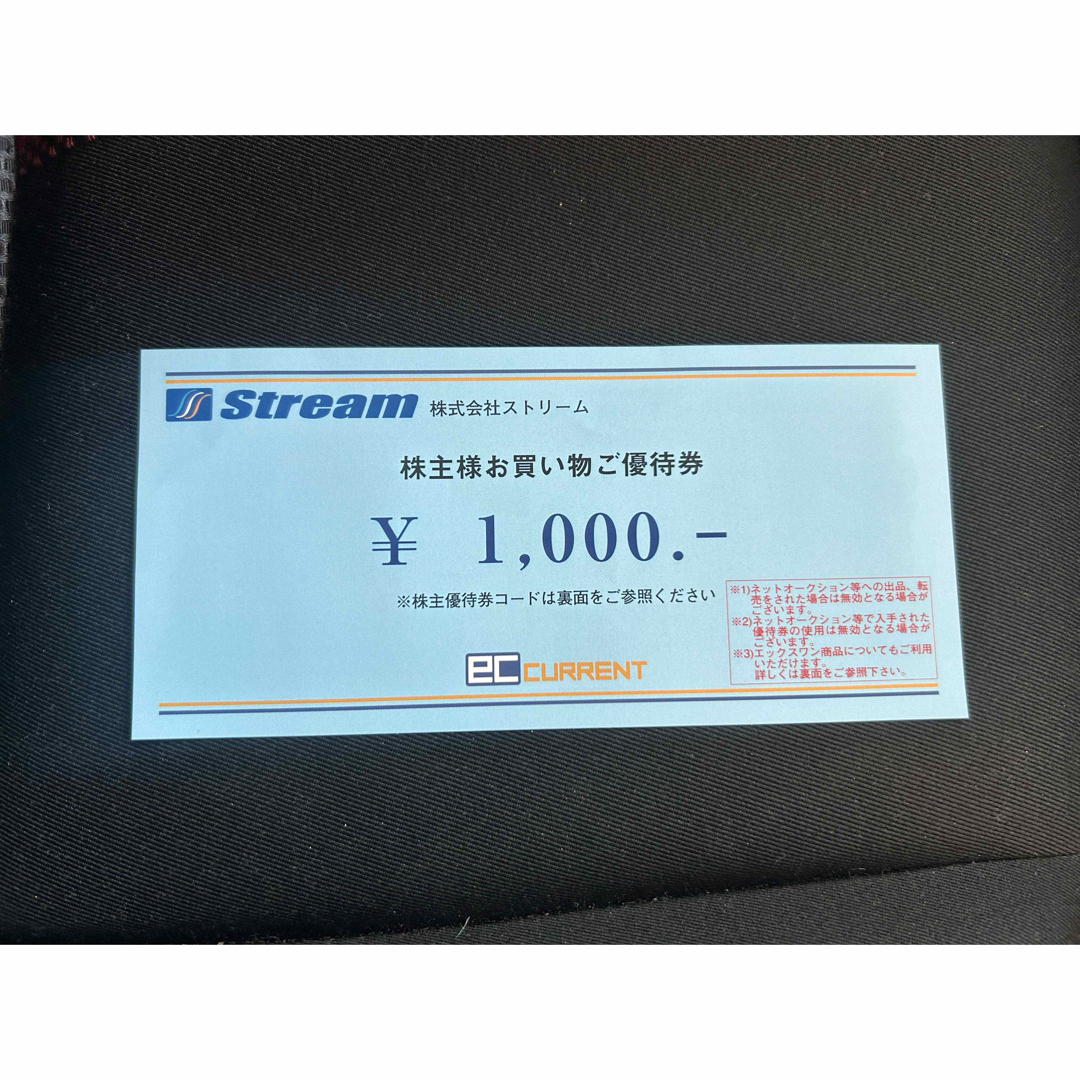 Stream 株式会社ストリーム
株主様お買い物ご優待券
¥ 1,000.-
※株主優待券コードは裏面をご参照ください
※1)ネットオークション等への出品、転
売をされた場合は無効となる場合が
ございます。
※2)ネットオークション等で入手された
優待券の使用は無効となる場合が
ございます。
※3)エックスワン商品についてもご利用
いただけます。
詳しくは裏面をご参照下さい。
eC CURRENT